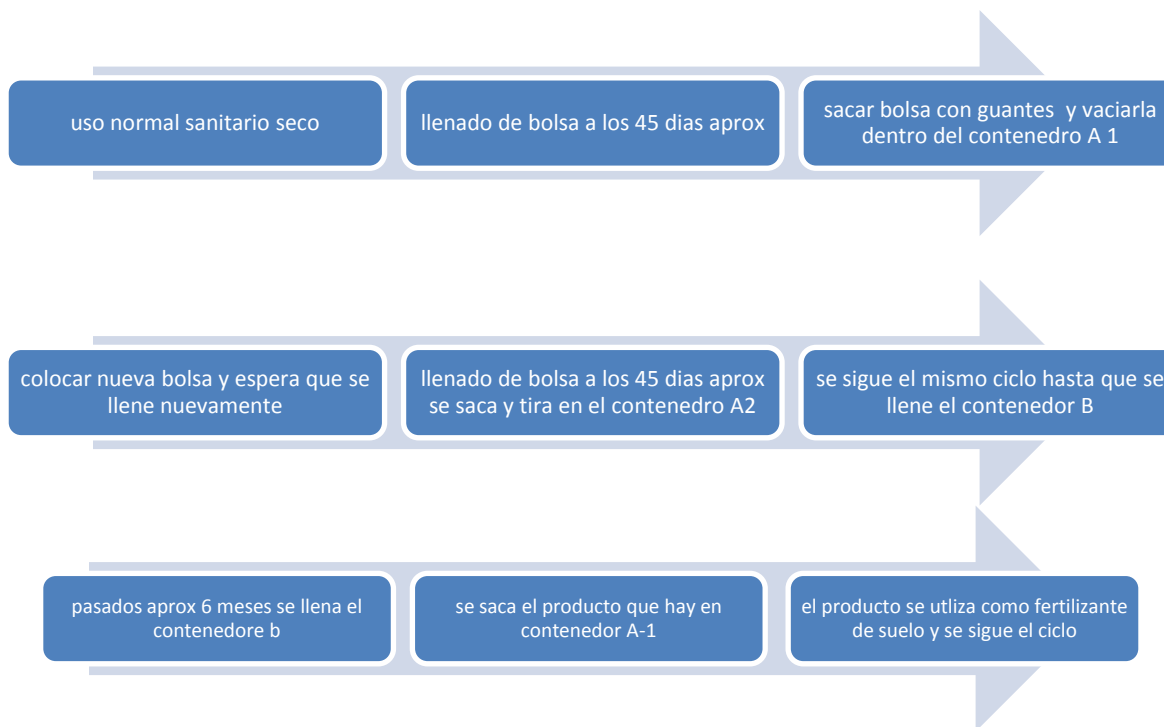 uso normal sanitario seco
llenado de bolsa a los 45 dias aprox
sacar bolsa con guantes y vaciarla
dentro del contenedro A 1
colocar nueva bolsa y espera que se
llene nuevamente
llenado de bolsa a los 45 dias aprox
se saca y tira en el contenedro A2
se sigue el mismo ciclo hasta que se
llene el contenedor B
pasados aprox 6 meses se llena el
contenedore b
se saca el producto que hay en
contenedor A-1
el producto se utliza como fertilizante
de suelo y se sigue el ciclo